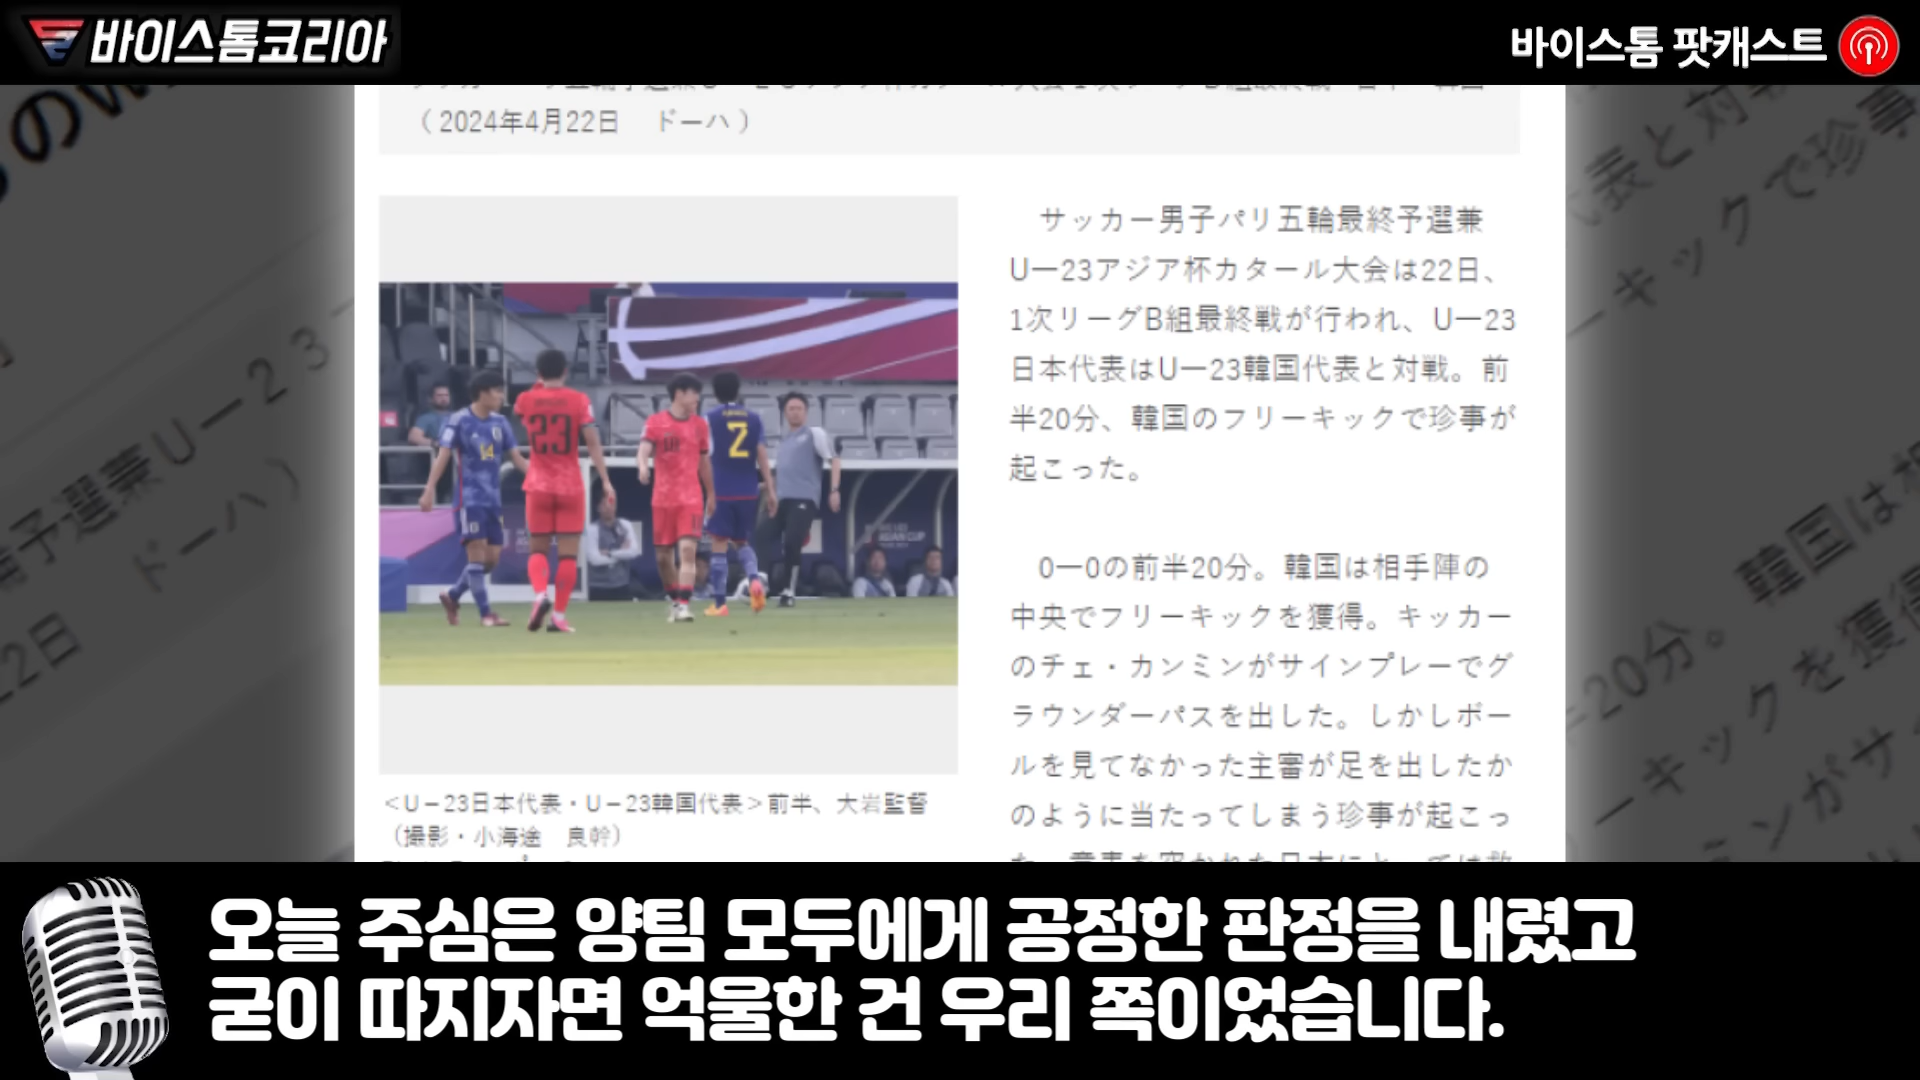 바이스톰코리아
바이스톰 팟캐스트
（2024年4月22日　ドーハ）
サッカー男子パリ五輪最終予選兼
U―23アジア杯カタール大会は22日、
1次リーグB組最終戦が行われ、U―23
日本代表はU―23韓国代表と対戦。前
半20分、韓国のフリーキックで珍事が
起こった。
0―0の前半20分。韓国は相手陣の
中央でフリーキックを獲得。キッカー
のチェ・カンミンがサインプレーでグ
ラウンダーパスを出した。しかしボー
ルを見てなかった主審が足を出したか
のように当たってしまう珍事が起こっ
14
23
18
2
ASIAN CUP
＜U－23日本代表・U－23韓国代表＞前半、大岩監督
（撮影・小海途　良幹）
오늘 주심은 양팀 모두에게 공정한 판정을 내렸고
굳이 따지자면 억울한 건 우리 쪽이었습니다.